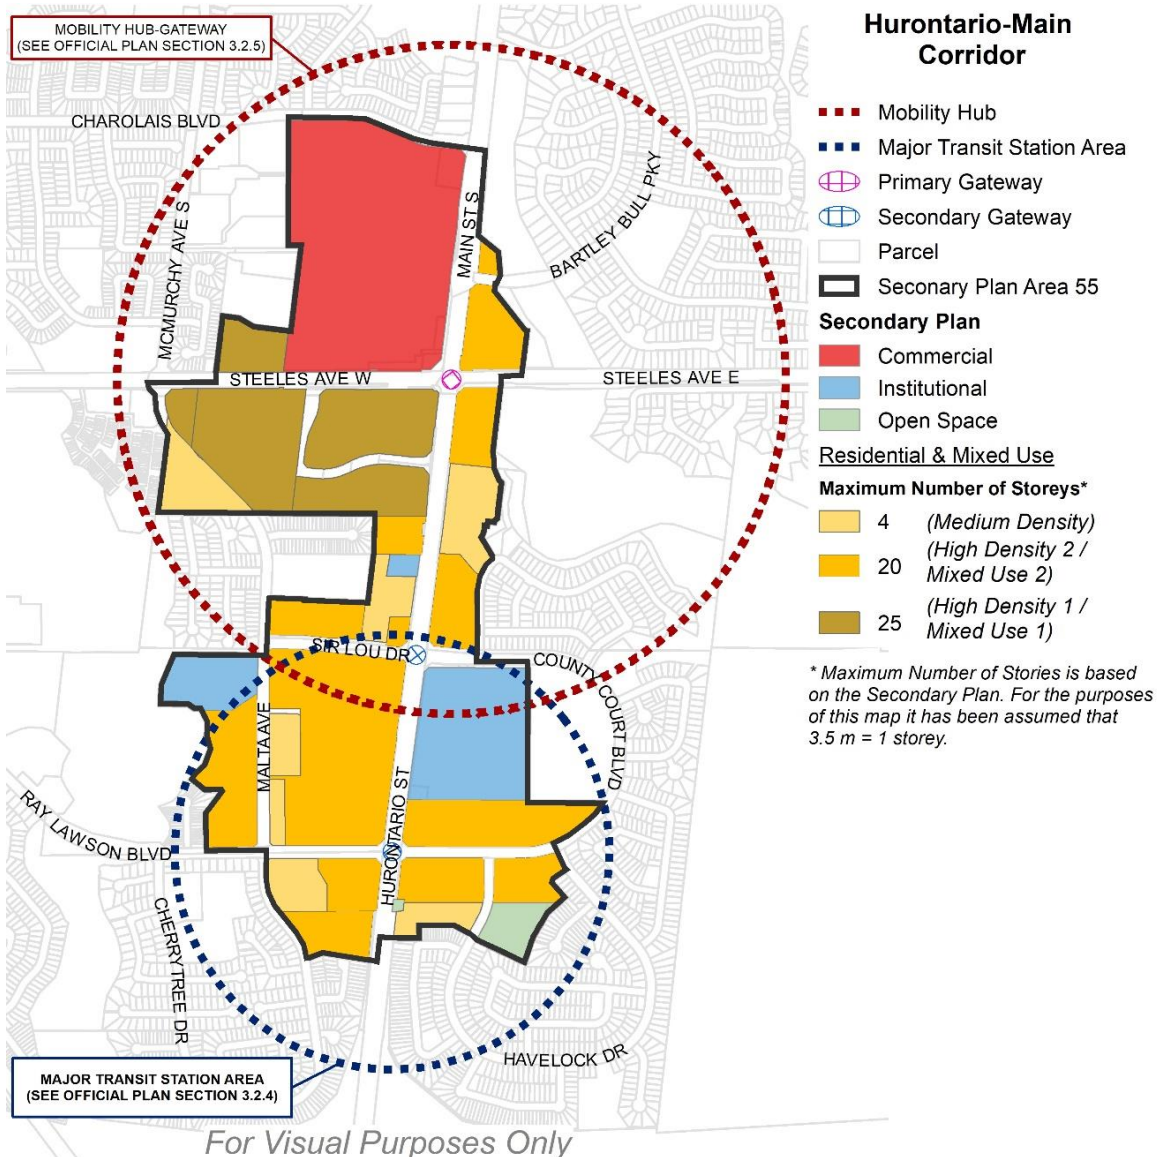 MOBILITY HUB-GATEWAY
(SEE OFFICIAL PLAN SECTION 3.2.5)
CHAROLAIS BLVD
MCMURCHY AVE S
MAIN ST S
BARTLEY BULL PKY
STEELES AVE W
STEELES AVE E
SIR LOU DR
COUNTY COURT BLVD
MALTA AVE
HURONTARIO ST
RAY LAWSON BLVD
CHERRYTREE DR
HAVELOCK DR
MAJOR TRANSIT STATION AREA
(SEE OFFICIAL PLAN SECTION 3.2.4)
For Visual Purposes Only
Hurontario-Main
Corridor
Mobility Hub
Major Transit Station Area
Primary Gateway
Secondary Gateway
Parcel
Seconary Plan Area 55
Secondary Plan
Commercial
Institutional
Open Space
Residential & Mixed Use
Maximum Number of Storeys*
4 (Medium Density)
20 (High Density 2 /
Mixed Use 2)
25 (High Density 1 /
Mixed Use 1)
* Maximum Number of Stories is based
on the Secondary Plan. For the purposes
of this map it has been assumed that
3.5 m = 1 storey.